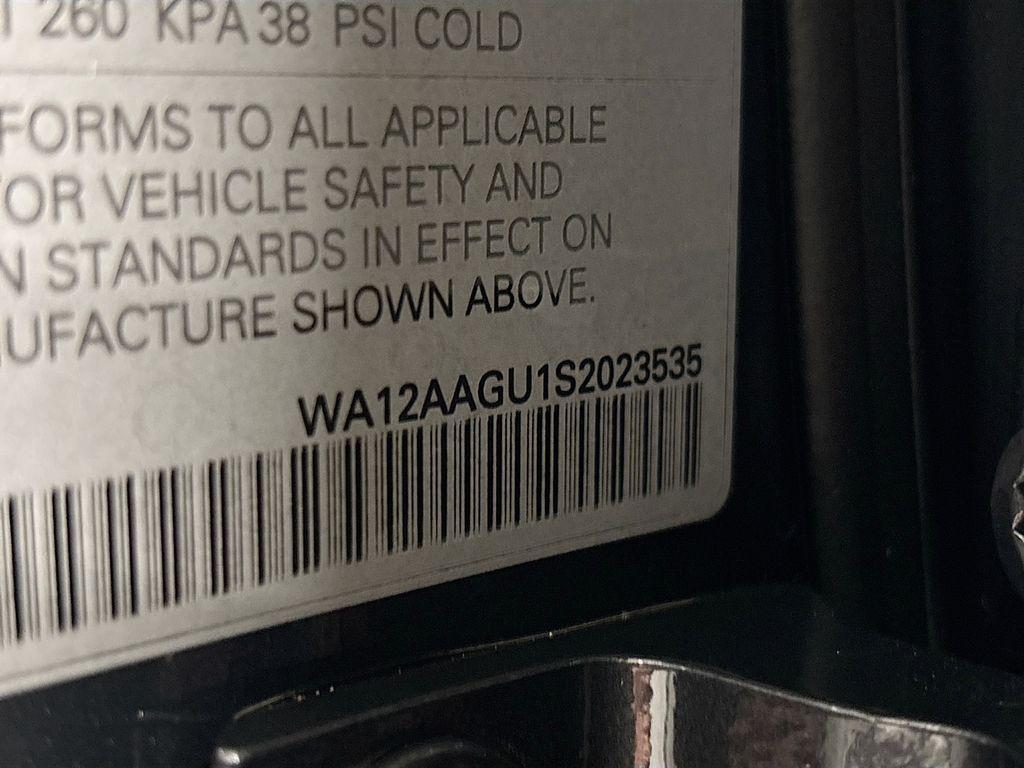 260 KPA 38 PSI COLD
FORMS TO ALL APPLICABLE
FOR VEHICLE SAFETY AND
N STANDARDS IN EFFECT ON
UFACTURE SHOWN ABOVE.
WA12AAGU1S2023535